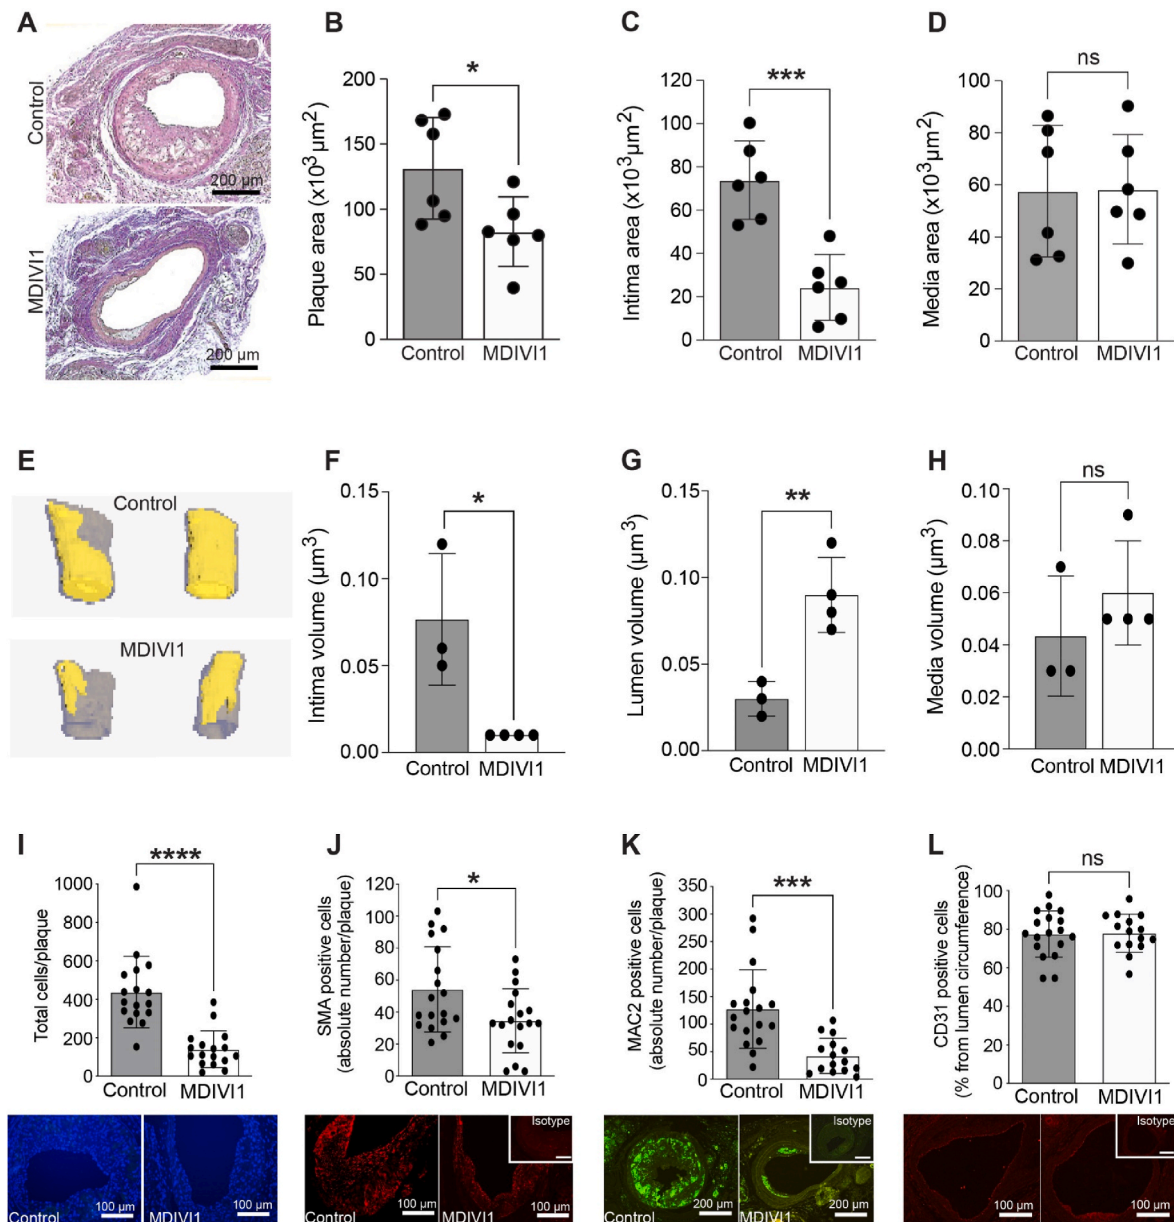 A
Control
200 µm
MDIVI1
200 µm
B
Plaque area (x10³ µm²)
200
150
100
50
0
*
Control MDIVI1
C
Intima area (x10³ µm²)
120
100
80
60
40
20
0
***
Control MDIVI1
D
Media area (x10³ µm²)
100
80
60
40
20
0
ns
Control MDIVI1
E
Control
MDIVI1
F
Intima volume (µm³)
0.15
0.10
0.05
0.00
*
Control MDIVI1
G
Lumen volume (µm³)
0.15
0.10
0.05
0.00
**
Control MDIVI1
H
Media volume (µm³)
0.10
0.08
0.06
0.04
0.02
0.00
ns
Control MDIVI1
I
Total cells/plaque
1000
800
600
400
200
0
****
Control MDIVI1
Control
100 µm
MDIVI1
100 µm
J
SMA positive cells
(absolute number/plaque)
120
100
80
60
40
20
0
*
Control MDIVI1
Control
100 µm
MDIVI1
100 µm
Isotype
K
MAC2 positive cells
(absolute number/plaque)
350
300
250
200
150
100
50
0
***
Control MDIVI1
Control
200 µm
MDIVI1
200 µm
Isotype
L
CD31 positive cells
(% from lumen circumference)
100
80
60
40
20
0
ns
Control MDIVI1
100 µm
100 µm
Isotype